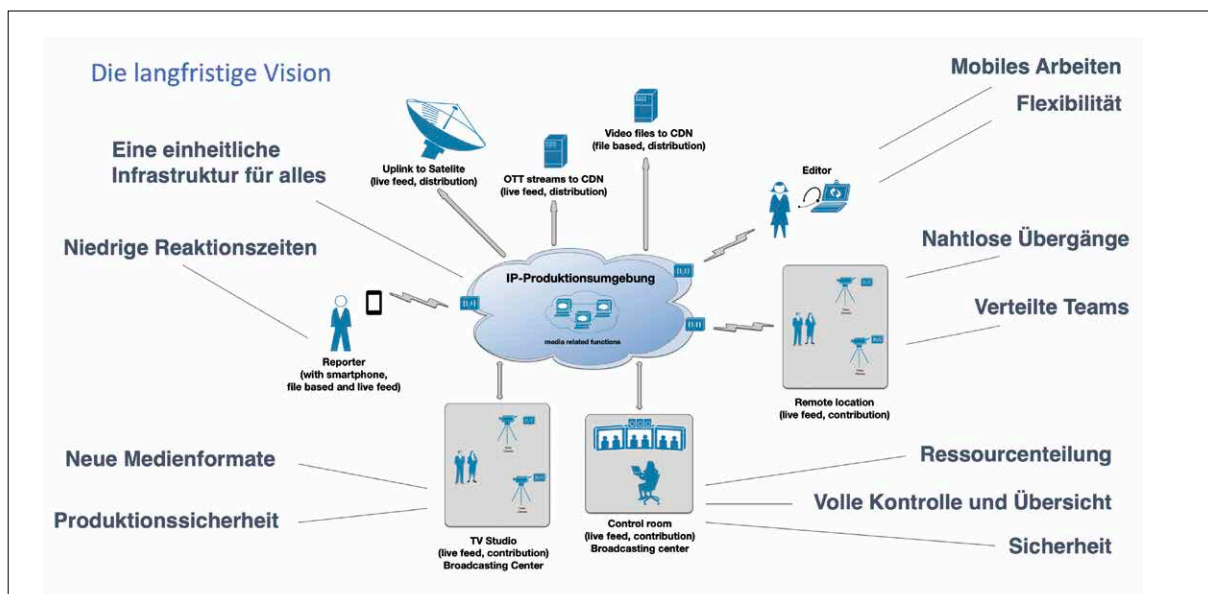 Die langfristige Vision
Mobiles Arbeiten
Flexibilität
Eine einheitliche
Infrastruktur für alles
Niedrige Reaktionszeiten
Uplink to Satelite
(live feed, distribution)
OTT streams to CDN
(live feed, distribution)
Video files to CDN
(file based, distribution)
Editor
Nahtlose Übergänge
Verteilte Teams
IP-Produktionsumgebung
media related functions
Reporter
(with smartphone,
file based and live feed)
Remote location
(live feed, contribution)
Neue Medienformate
Produktionssicherheit
TV Studio
(live feed, contribution)
Broadcasting Center
Control room
(live feed, contribution)
Broadcasting center
Ressourcenteilung
Volle Kontrolle und Übersicht
Sicherheit